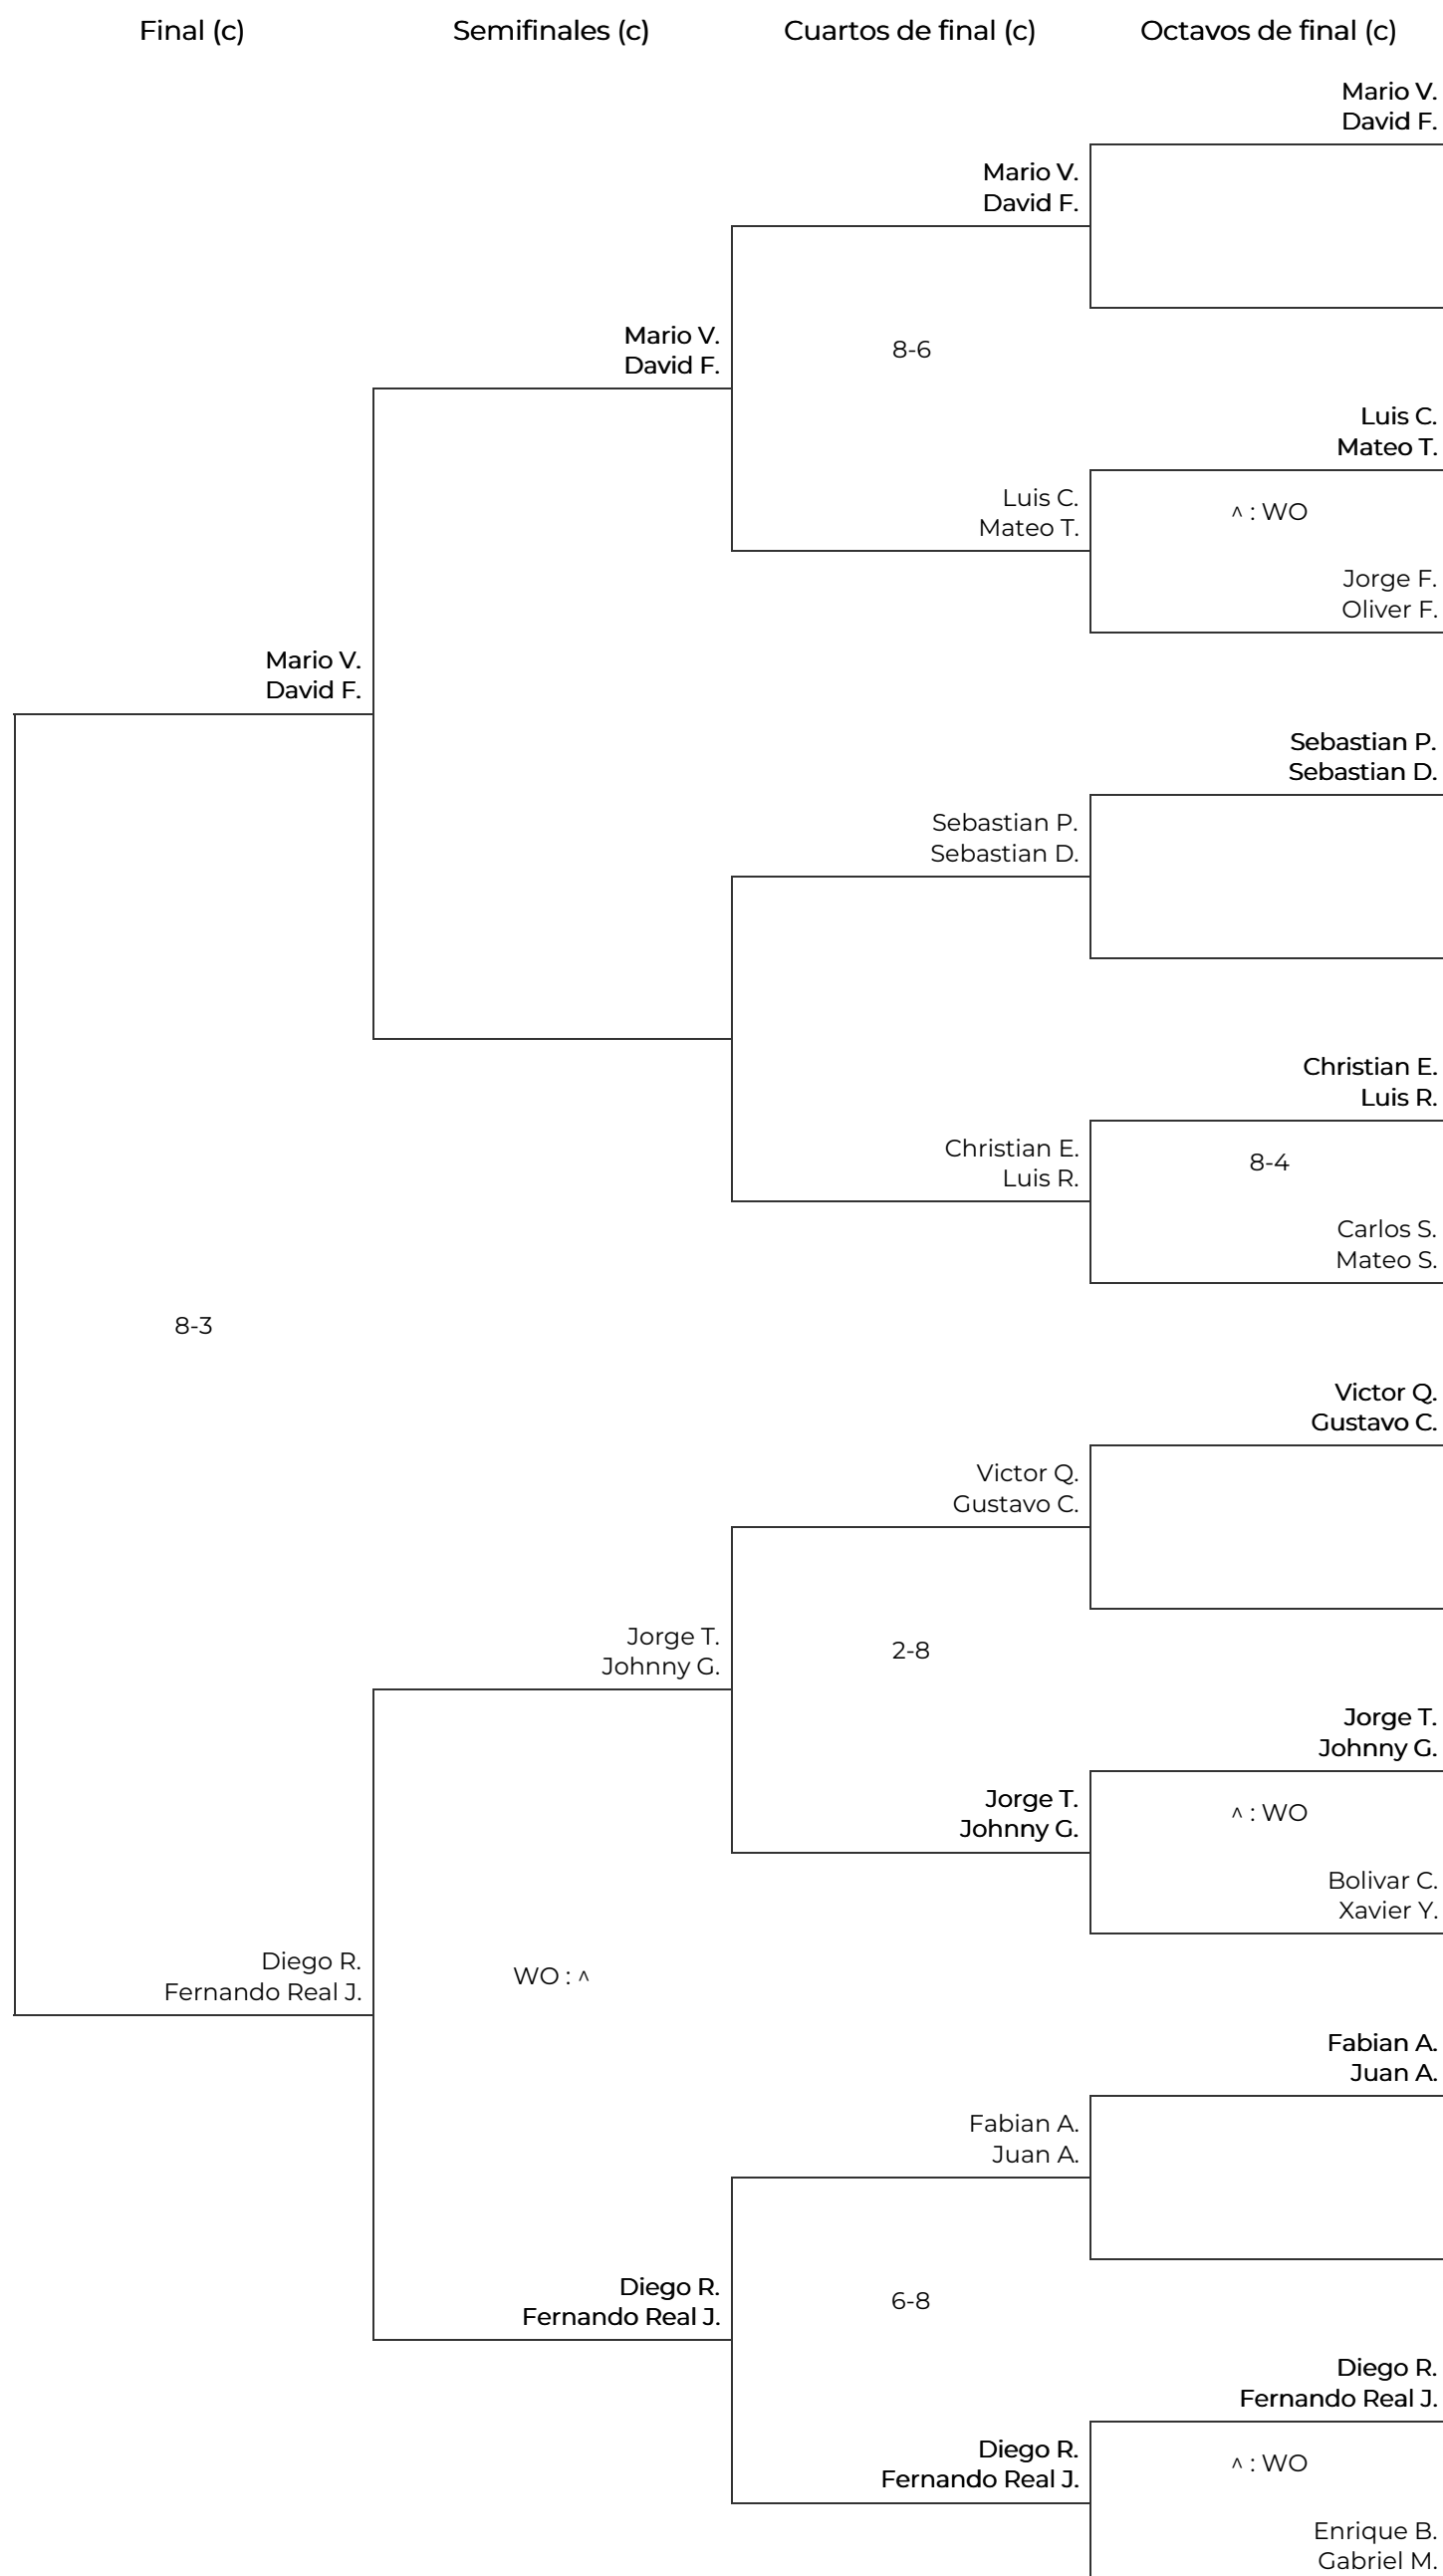 Final (c)
Semifinales (c)
Cuartos de final (c)
Octavos de final (c)
Mario V.
David F.
Mario V.
David F.
Mario V.
David F.
8-6
Luis C.
Mateo T.
Luis C.
Mateo T.
^ : WO
Jorge F.
Oliver F.
Mario V.
David F.
Sebastian P.
Sebastian D.
Sebastian P.
Sebastian D.
Christian E.
Luis R.
Christian E.
Luis R.
8-4
Carlos S.
Mateo S.
8-3
Victor Q.
Gustavo C.
Victor Q.
Gustavo C.
Jorge T.
Johnny G.
2-8
Jorge T.
Johnny G.
Jorge T.
Johnny G.
^ : WO
Bolivar C.
Xavier Y.
Diego R.
Fernando Real J.
WO : ^
Fabian A.
Juan A.
Fabian A.
Juan A.
Diego R.
Fernando Real J.
6-8
Diego R.
Fernando Real J.
Diego R.
Fernando Real J.
^ : WO
Enrique B.
Gabriel M.